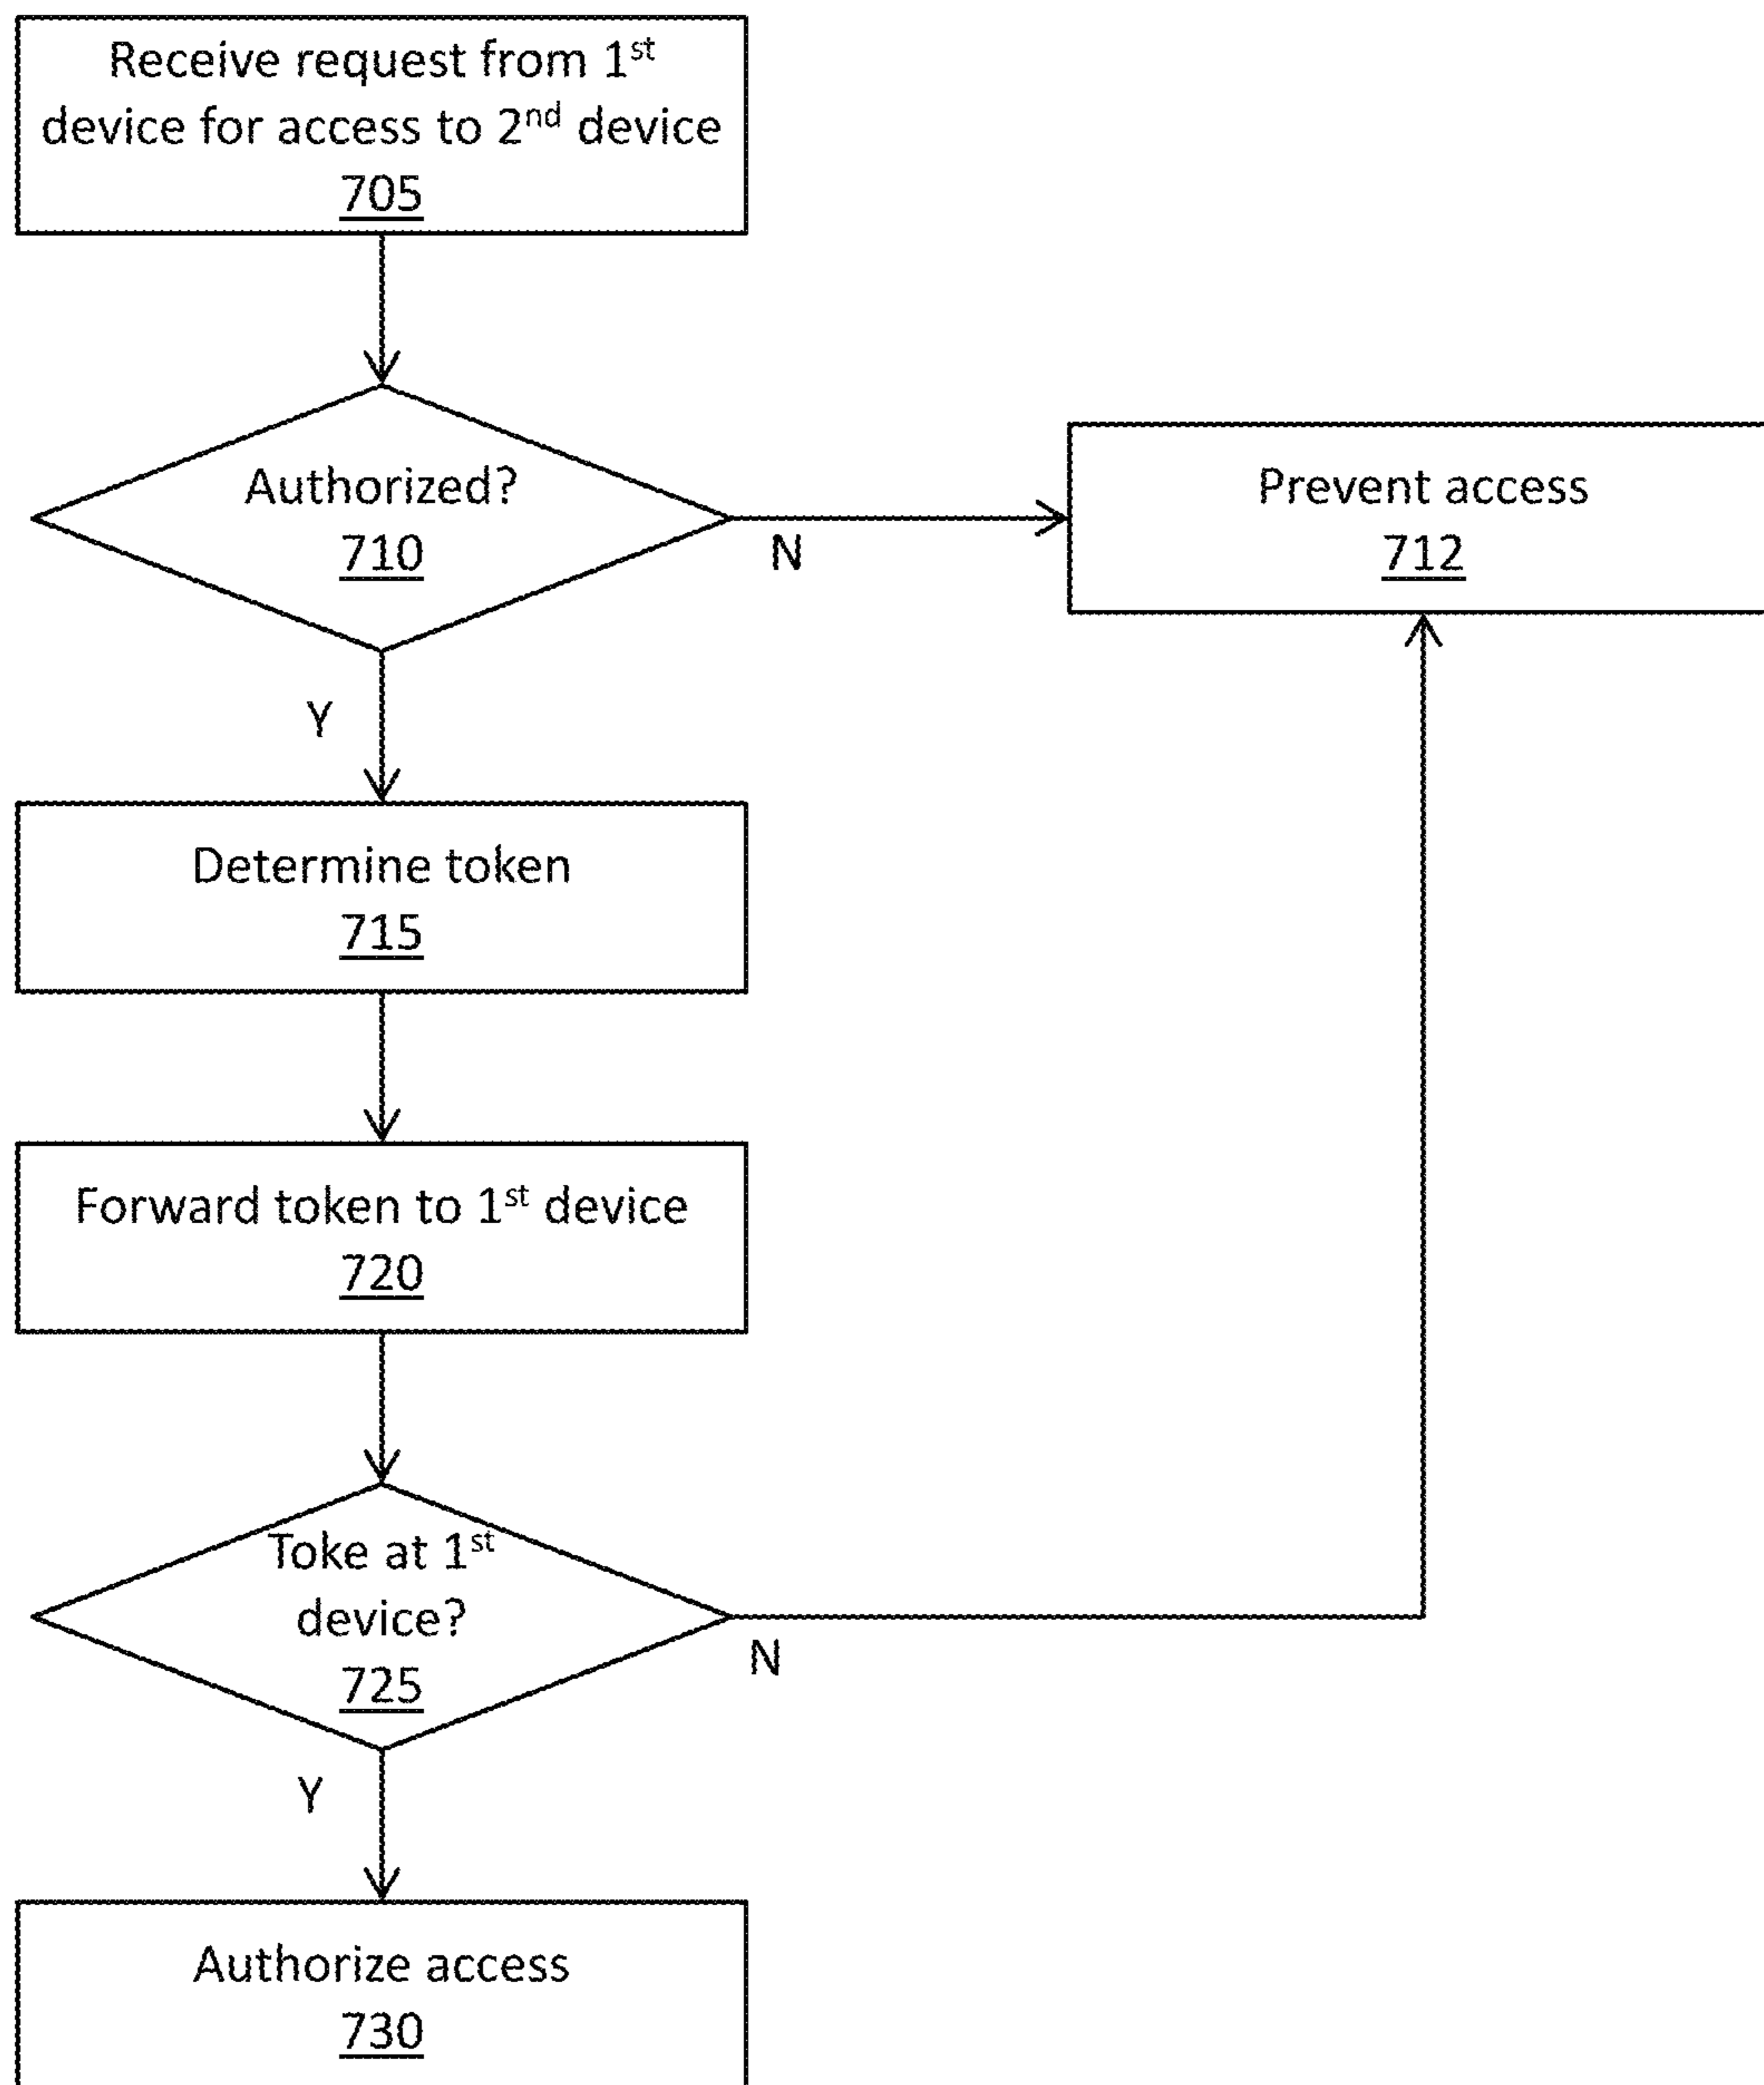 Receive request from 1st
device for access to 2nd device
705
Authorized?
710
N
Prevent access
712
Y
Determine token
715
Forward token to 1st device
720
Toke at 1st
device?
725
N
Y
Authorize access
730